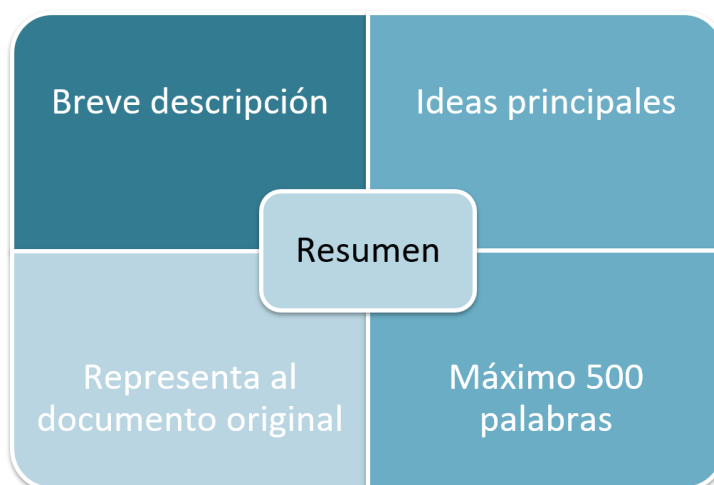 Breve descripción
Ideas principales
Resumen
Representa al
documento original
Máximo 500
palabras